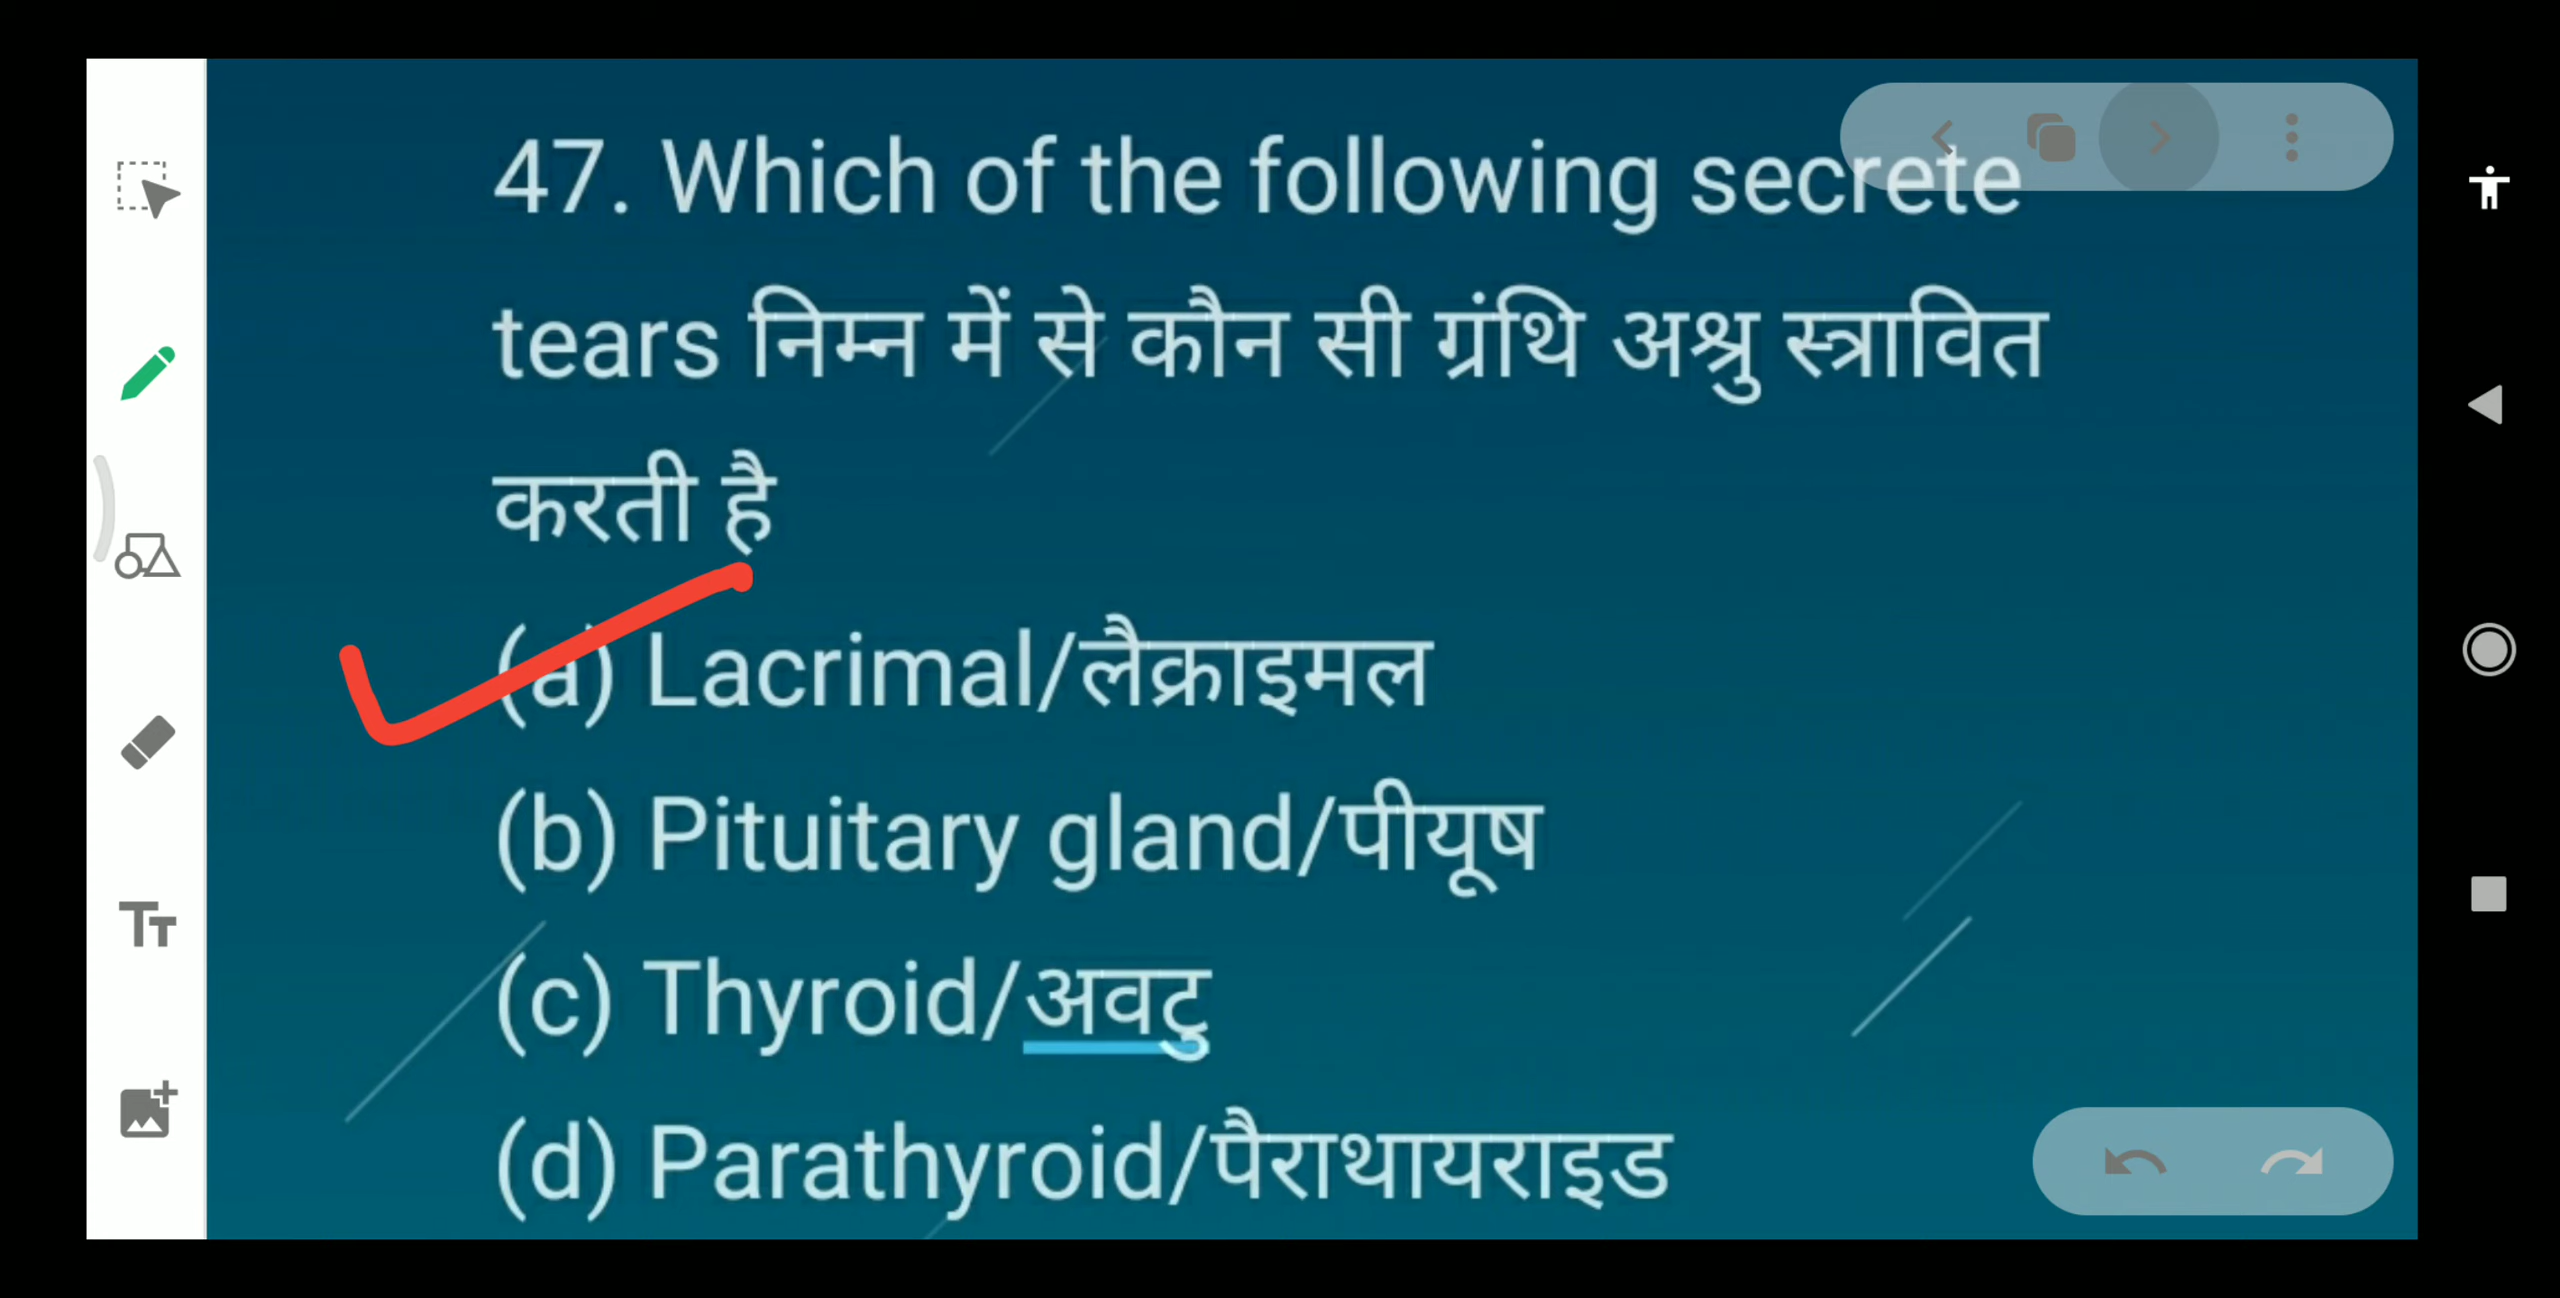 47. Which of the following secrete
tears निम्न में से कौन सी ग्रंथि अश्रु स्त्रावित
करती है
(a) Lacrimal/लैक्राइमल
(b) Pituitary gland/पीयूष
(c) Thyroid/अवटु
(d) Parathyroid/पैराथायराइड